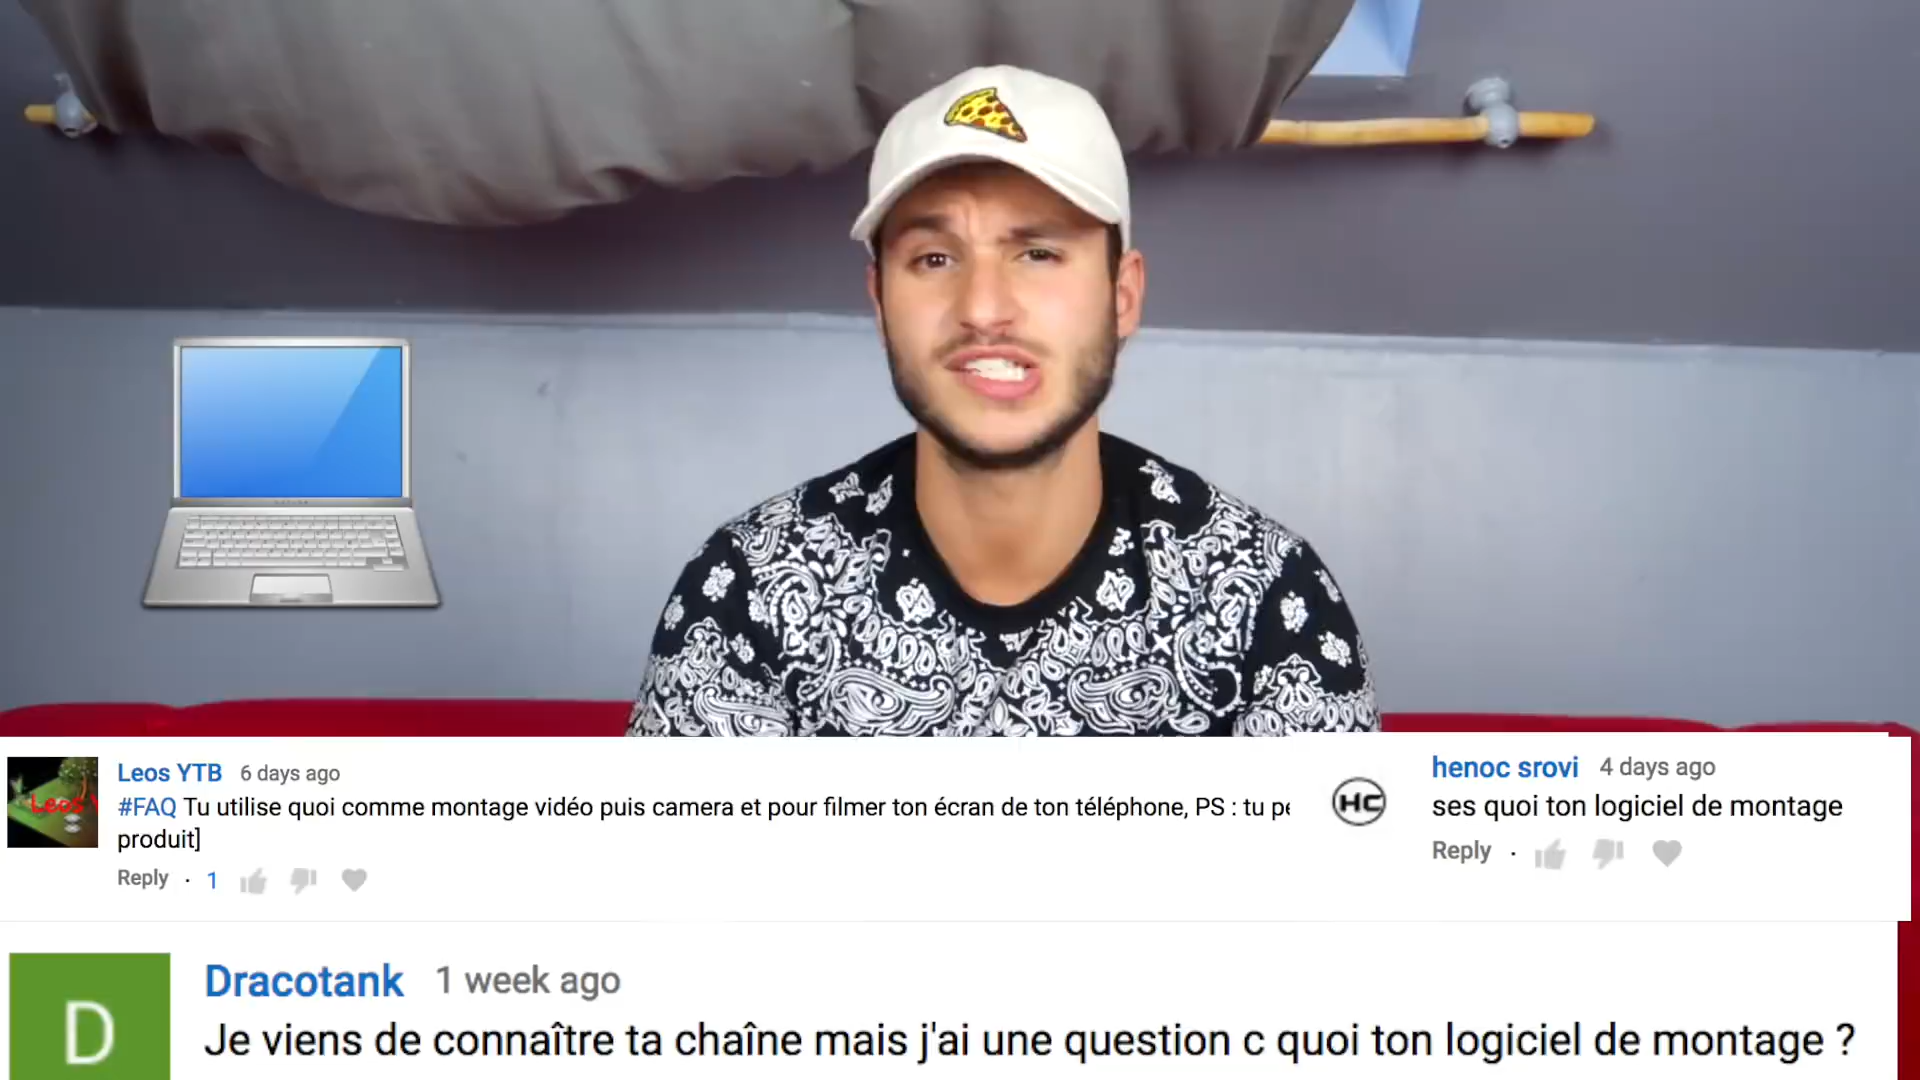 Leos YTB 6 days ago
#FAQ Tu utilise quoi comme montage vidéo puis camera et pour filmer ton écran de ton téléphone, PS : tu pe
produit]
Reply · 1
henoc srovi 4 days ago
ses quoi ton logiciel de montage
Reply ·
HC
Leos Y
D
Dracotank 1 week ago
Je viens de connaître ta chaîne mais j'ai une question c quoi ton logiciel de montage ?